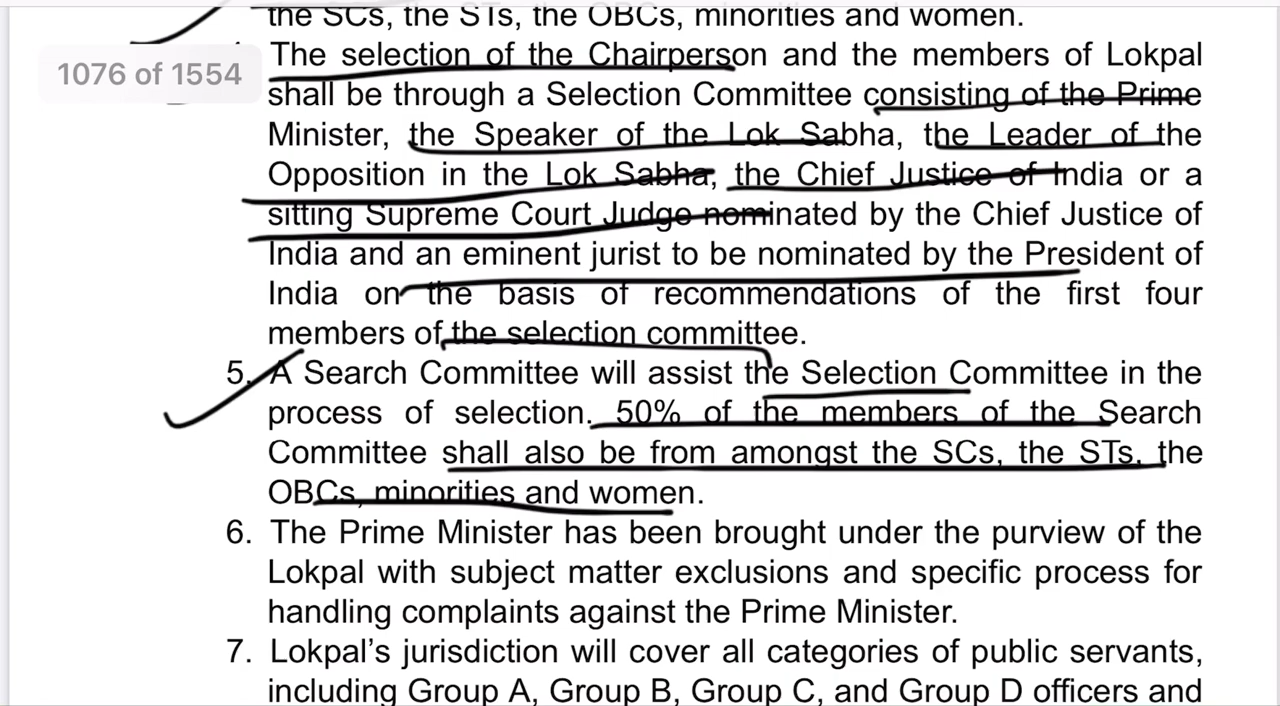 the SCs, the STs, the OBCs, minorities and women.
1076 of 1554
The selection of the Chairperson and the members of Lokpal
shall be through a Selection Committee consisting of the Prime
Minister, the Speaker of the Lok Sabha, the Leader of the
Opposition in the Lok Sabha, the Chief Justice of India or a
sitting Supreme Court Judge nominated by the Chief Justice of
India and an eminent jurist to be nominated by the President of
India on the basis of recommendations of the first four
members of the selection committee.
5. A Search Committee will assist the Selection Committee in the
process of selection. 50% of the members of the Search
Committee shall also be from amongst the SCs, the STs, the
OBCs, minorities and women.
6. The Prime Minister has been brought under the purview of the
Lokpal with subject matter exclusions and specific process for
handling complaints against the Prime Minister.
7. Lokpal’s jurisdiction will cover all categories of public servants,
including Group A, Group B, Group C, and Group D officers and